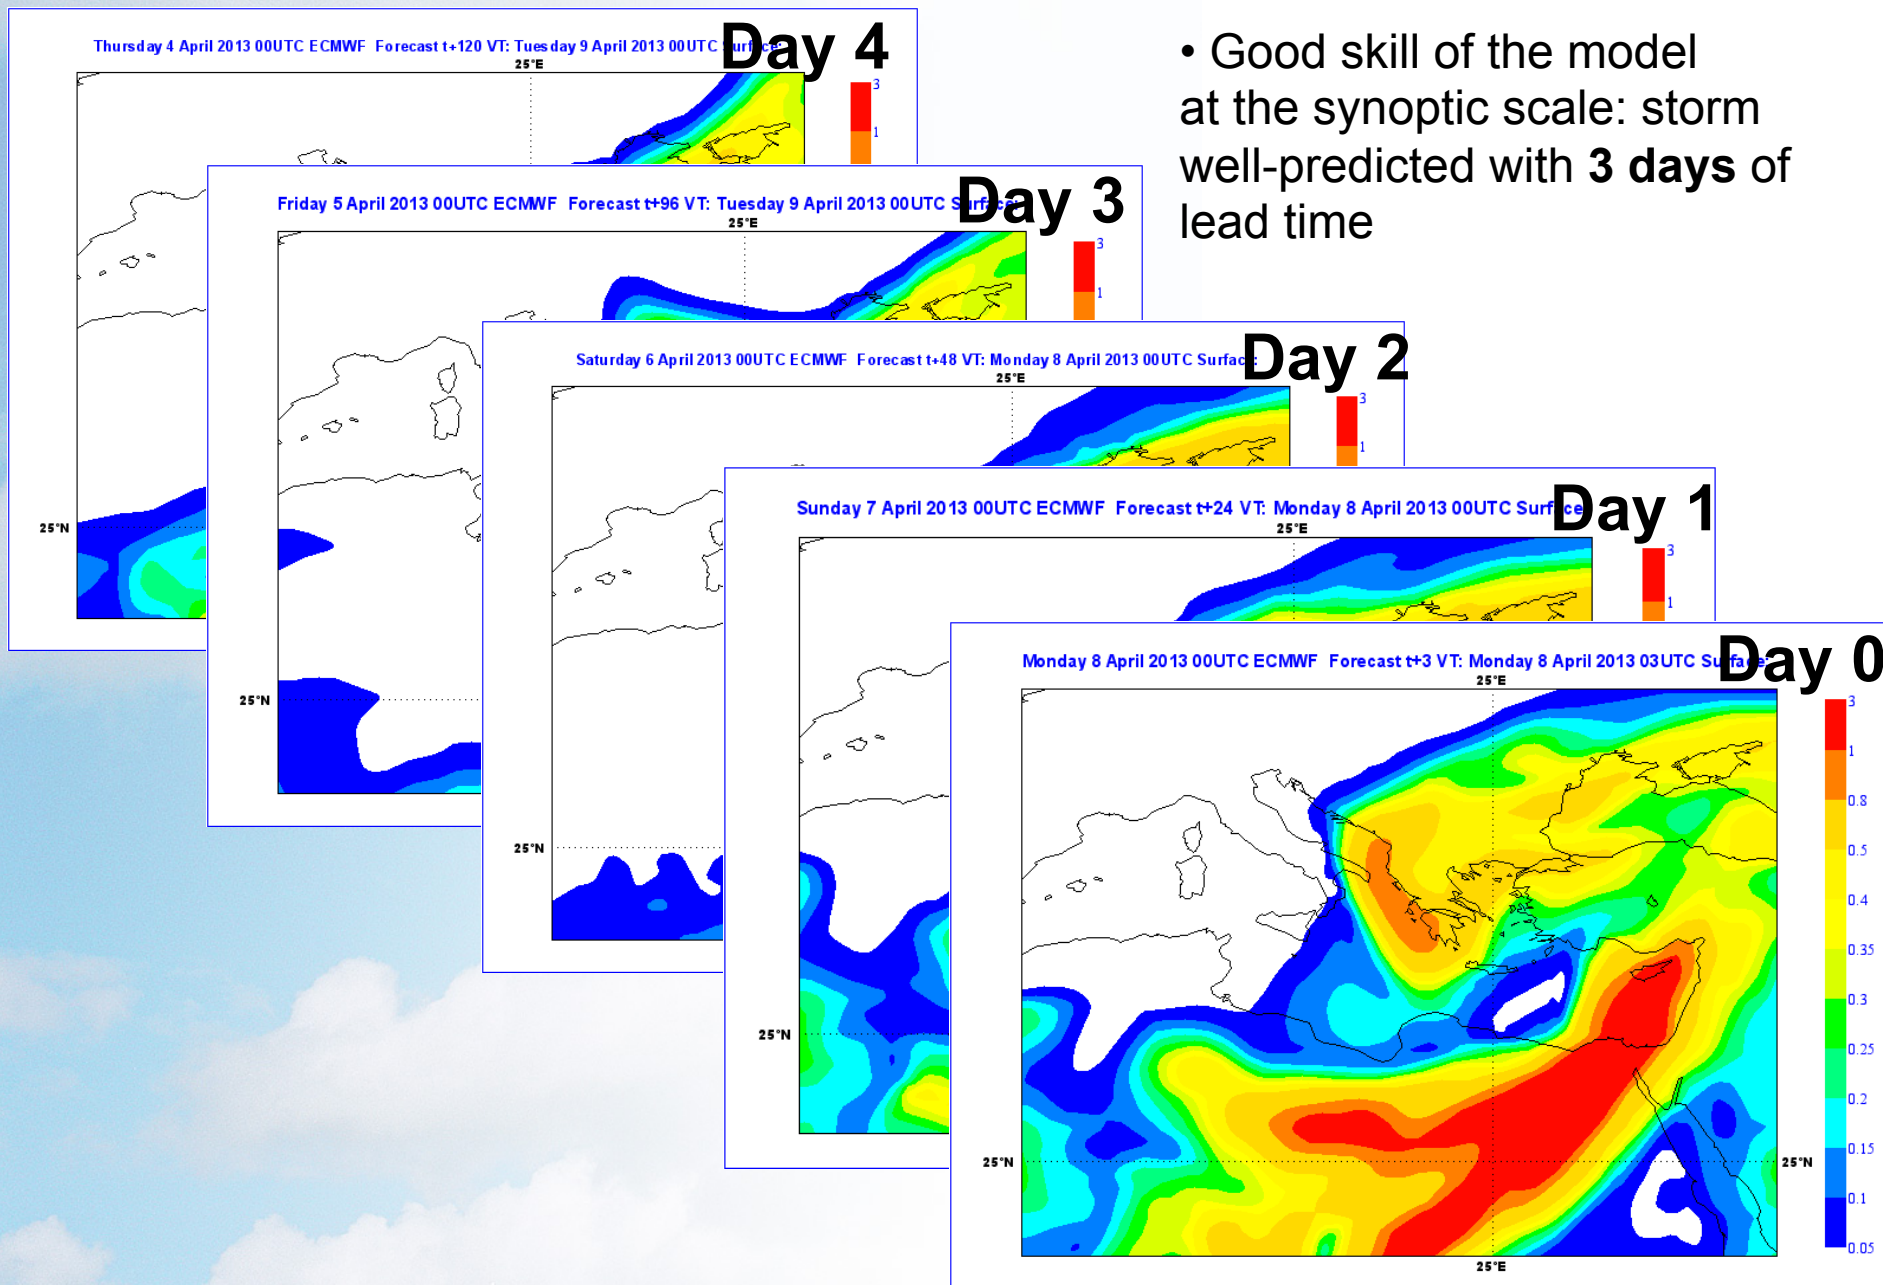 Thursday 4 April 2013 00UTC ECMWF Forecast t+120 VT: Tuesday 9 April 2013 00UTC Surface:
Day 4
25°E
3
1
25°N
• Good skill of the model
at the synoptic scale: storm
well-predicted with 3 days of
lead time
Friday 5 April 2013 00UTC ECMWF Forecast t+96 VT: Tuesday 9 April 2013 00UTC Surface:
Day 3
25°E
3
1
25°N
Saturday 6 April 2013 00UTC ECMWF Forecast t+48 VT: Monday 8 April 2013 00UTC Surface:
Day 2
25°E
3
1
25°N
Sunday 7 April 2013 00UTC ECMWF Forecast t+24 VT: Monday 8 April 2013 00UTC Surface:
Day 1
25°E
3
1
25°N
Monday 8 April 2013 00UTC ECMWF Forecast t+3 VT: Monday 8 April 2013 03UTC Surface:
Day 0
25°E
3
1
0.8
0.5
0.4
0.35
0.3
0.25
0.2
0.15
0.1
0.05
25°N
25°N
25°E